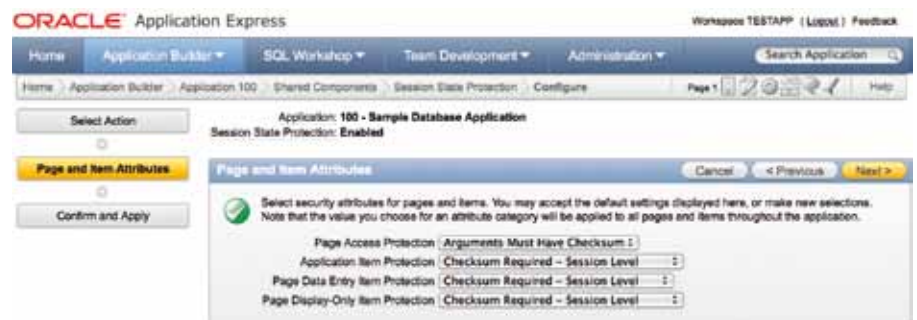 ORACLE Application Express
Workspace TESTAPP (Logout) Feedback
Home Application Builder SQL Workshop Team Development Administration Search Application
Home Application Builder Application 100 Shared Components Session State Protection Configure Page 1 Help
Select Action
Page and Item Attributes
Confirm and Apply
Application: 100 - Sample Database Application
Session State Protection: Enabled
Page and Item Attributes Cancel < Previous Next >
Select security attributes for pages and items. You may accept the default settings displayed here, or make new selections.
Note that the value you choose for an attribute category will be applied to all pages and items throughout the application.
Page Access Protection Arguments Must Have Checksum
Application Item Protection Checksum Required – Session Level
Page Data Entry Item Protection Checksum Required – Session Level
Page Display-Only Item Protection Checksum Required – Session Level